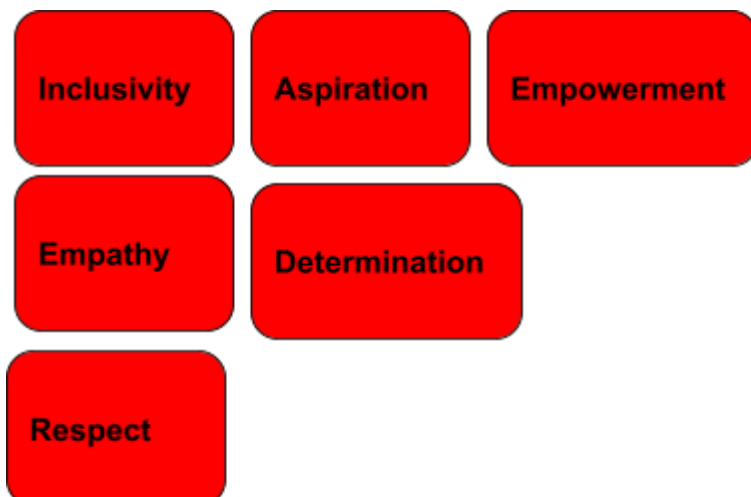 Inclusivity
Aspiration
Empowerment
Empathy
Determination
Respect